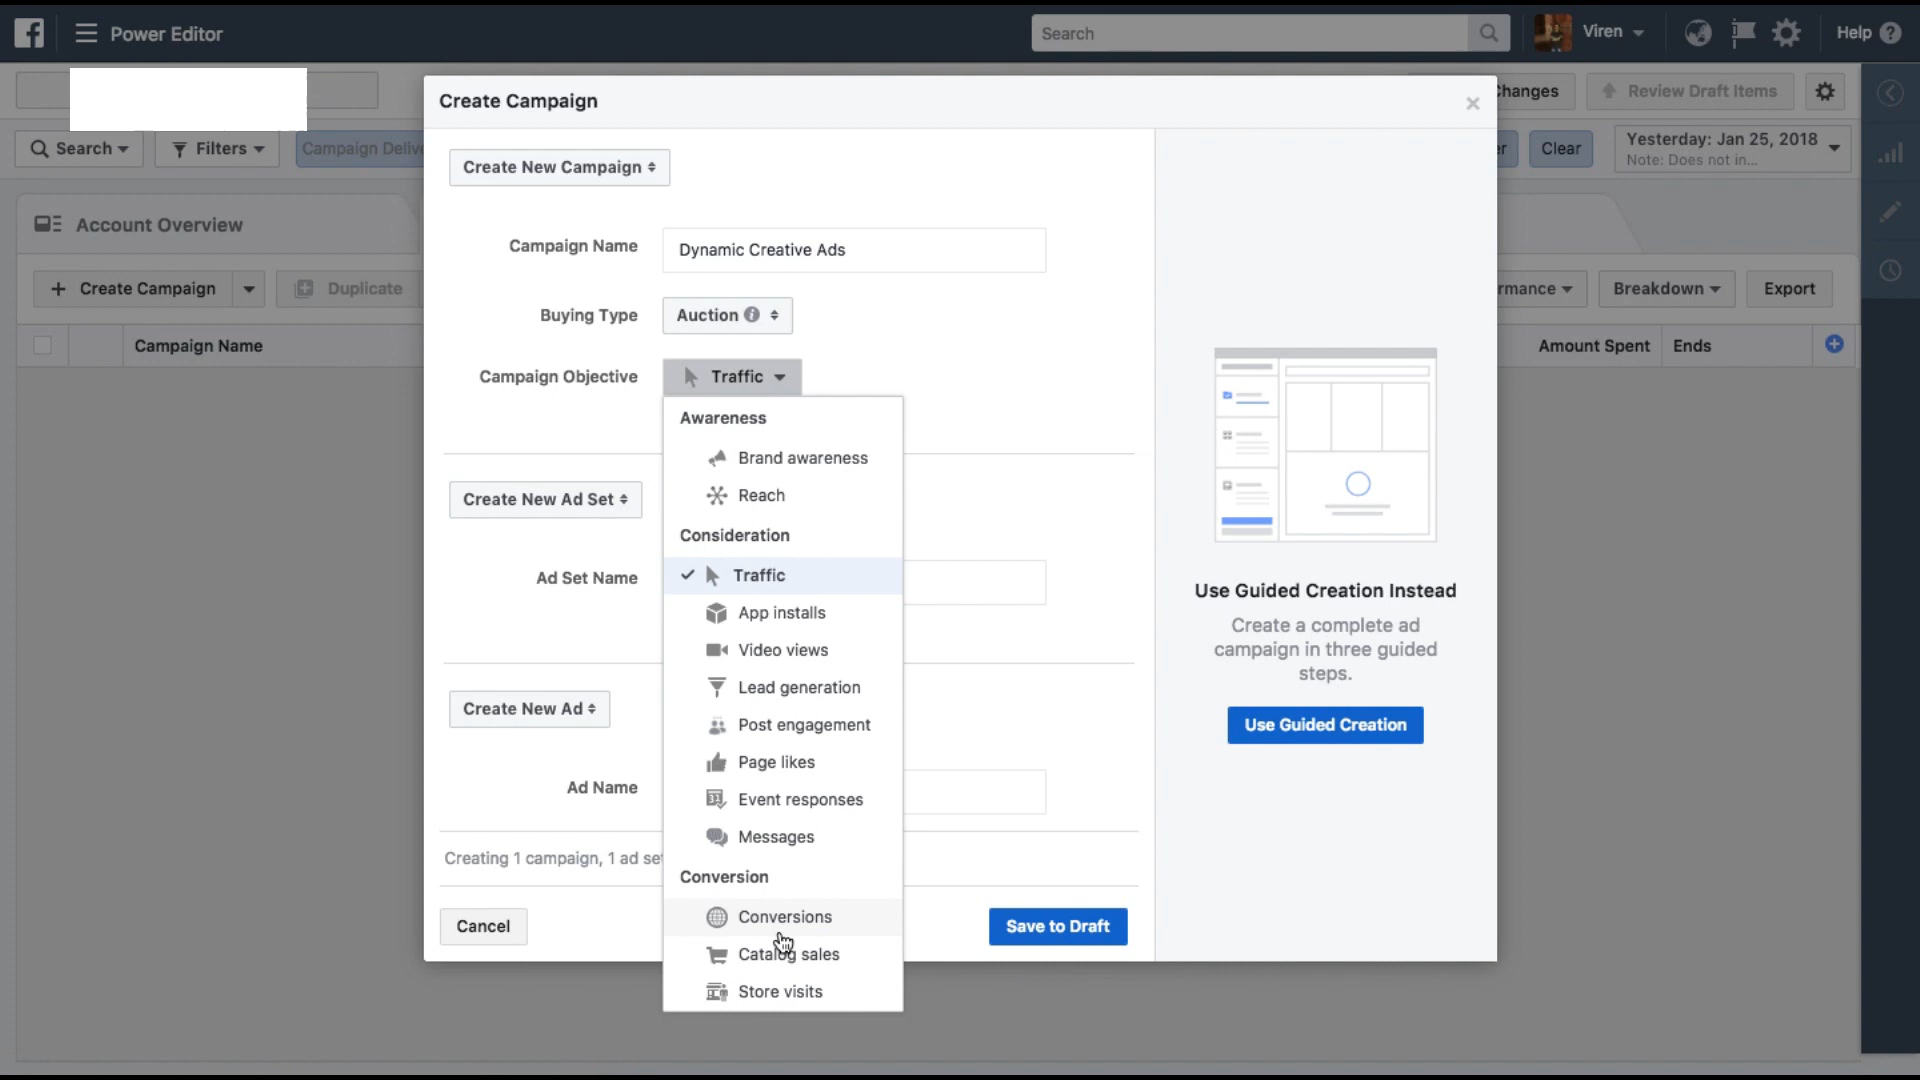 Power Editor
Search
Viren
Help
Create Campaign
Changes
Review Draft Items
Search
Filters
Campaign Delive
er
Clear
Yesterday: Jan 25, 2018
Note: Does not in...
Create New Campaign
Account Overview
Campaign Name
Dynamic Creative Ads
Create Campaign
Duplicate
Buying Type
Auction
rmance
Breakdown
Export
Campaign Name
Amount Spent
Ends
Campaign Objective
Traffic
Awareness
Brand awareness
Reach
Consideration
Traffic
App installs
Video views
Lead generation
Post engagement
Page likes
Event responses
Messages
Conversion
Conversions
Catalog sales
Store visits
Create New Ad Set
Ad Set Name
Create New Ad
Ad Name
Creating 1 campaign, 1 ad se
Cancel
Save to Draft
Use Guided Creation Instead
Create a complete ad
campaign in three guided
steps.
Use Guided Creation